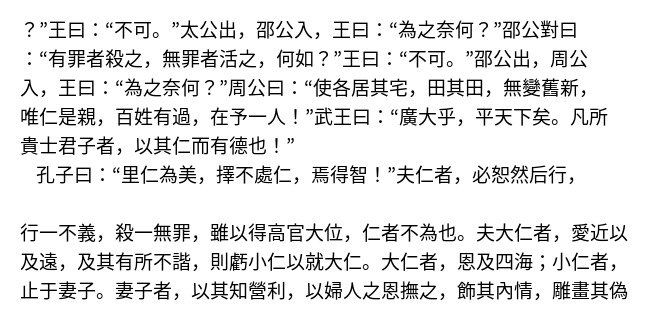 ？”王曰：“不可。”太公出，邵公入，王曰：“為之奈何？”邵公對曰
：“有罪者殺之，無罪者活之，何如？”王曰：“不可。”邵公出，周公
入，王曰：“為之奈何？”周公曰：“使各居其宅，田其田，無變舊新，
唯仁是親，百姓有過，在予一人！”武王曰：“廣大乎，平天下矣。凡所
貴士君子者，以其仁而有德也！”
孔子曰：“里仁為美，擇不處仁，焉得智！”夫仁者，必恕然后行，
行一不義，殺一無罪，雖以得高官大位，仁者不為也。夫大仁者，愛近以
及遠，及其有所不諧，則虧小仁以就大仁。大仁者，恩及四海；小仁者，
止于妻子。妻子者，以其知營利，以婦人之恩撫之，飾其內情，雕畫其偽